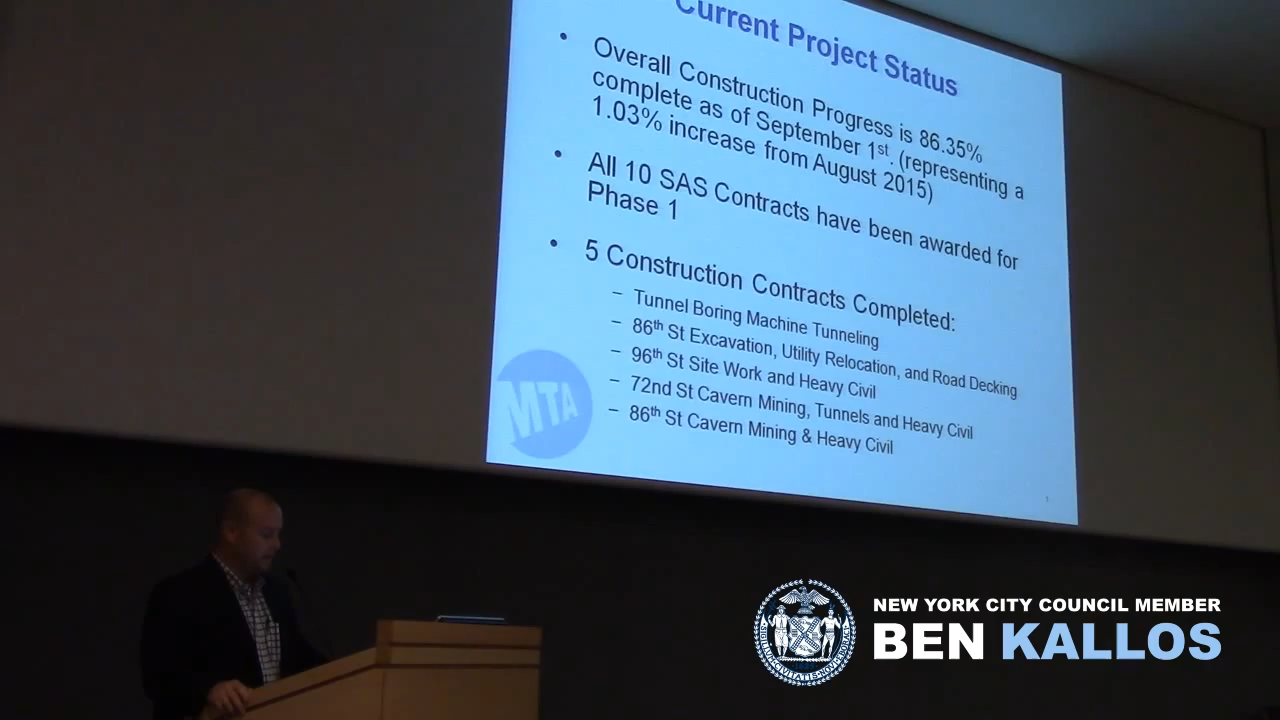 Current Project Status
• Overall Construction Progress is 86.35%
complete as of September 1st. (representing a
1.03% increase from August 2015)
• All 10 SAS Contracts have been awarded for
Phase 1
• 5 Construction Contracts Completed:
– Tunnel Boring Machine Tunneling
– 86th St Excavation, Utility Relocation, and Road Decking
– 96th St Site Work and Heavy Civil
– 72nd St Cavern Mining, Tunnels and Heavy Civil
– 86th St Cavern Mining & Heavy Civil
MTA
NEW YORK CITY COUNCIL MEMBER
BEN KALLOS